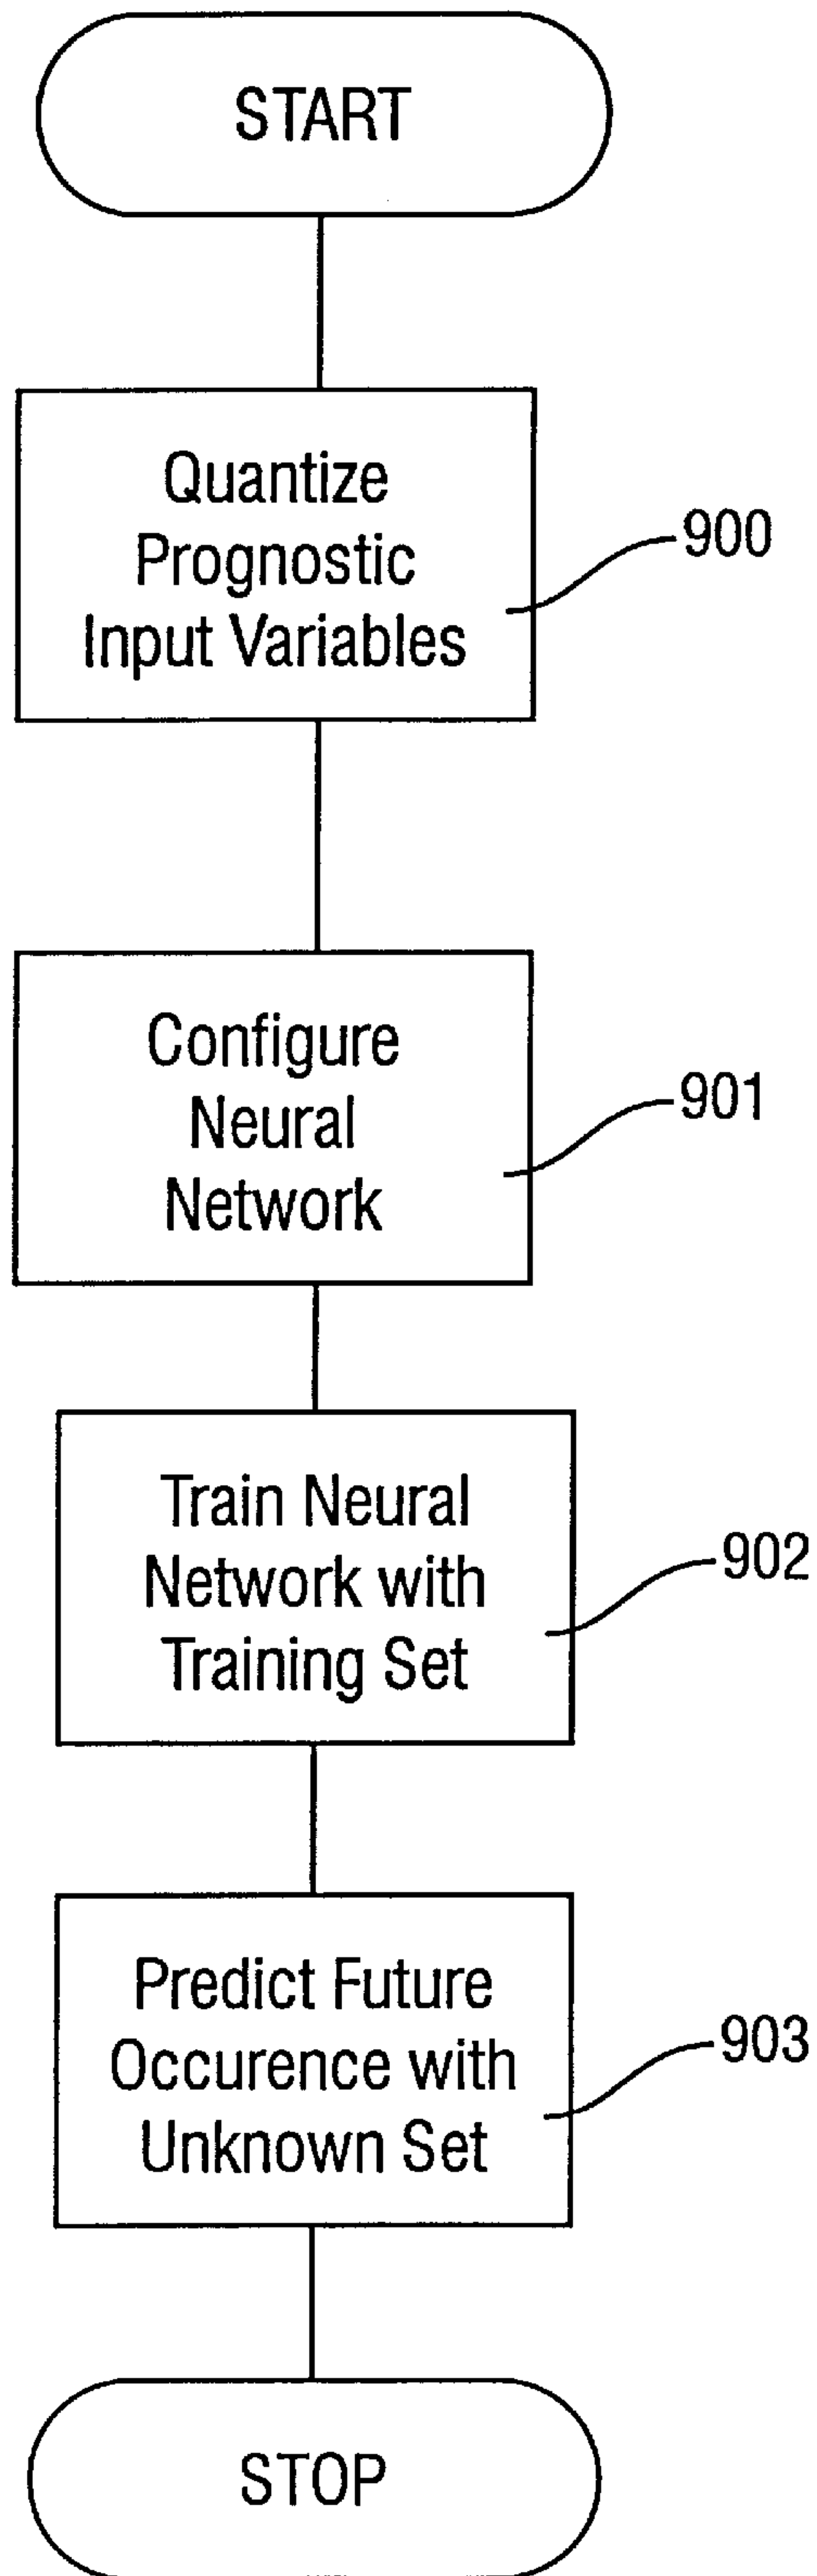 START
Quantize
Prognostic
Input Variables
900
Configure
Neural
Network
901
Train Neural
Network with
Training Set
902
Predict Future
Occurence with
Unknown Set
903
STOP